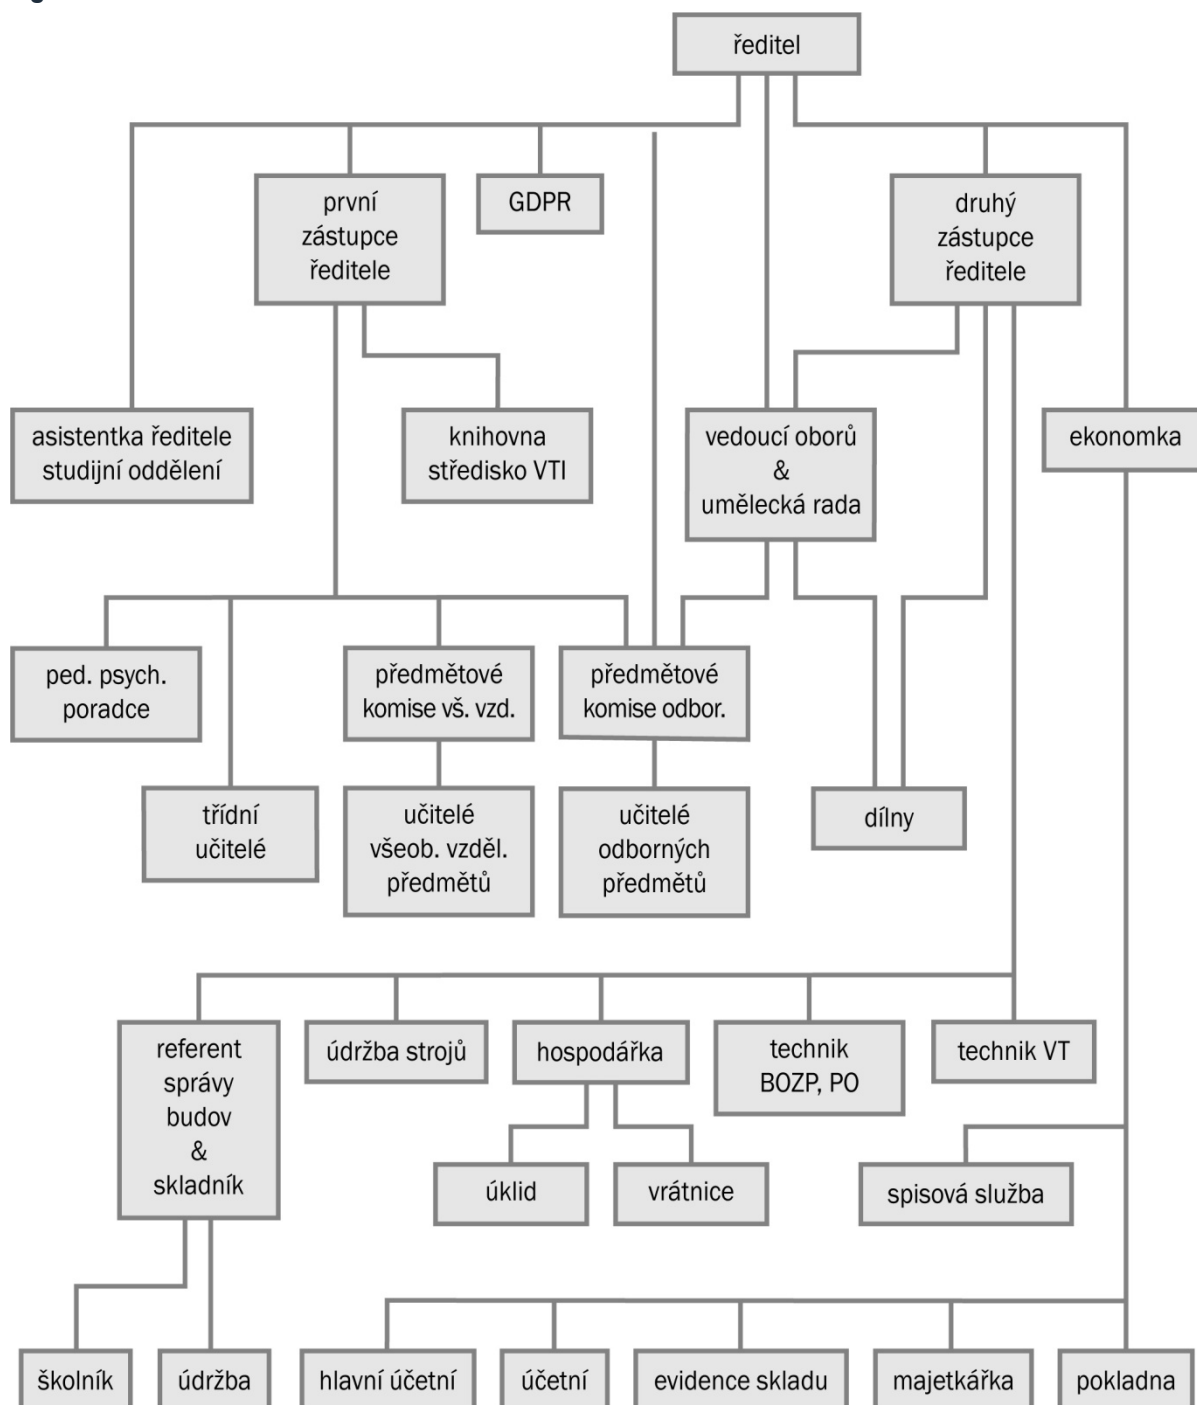 ředitel
první
zástupce
ředitele
GDPR
druhý
zástupce
ředitele
asistentka ředitele
studijní oddělení
knihovna
středisko VTI
vedoucí oborů
&
umělecká rada
ekonomka
ped. psych.
poradce
předmětové
komise vš. vzd.
předmětové
komise odbor.
třídní
učitelé
učitelé
všeob. vzděl.
předmětů
učitelé
odborných
předmětů
dílny
referent
správy
budov
&
skladník
údržba strojů
hospodářka
technik
BOZP, PO
technik VT
úklid
vrátnice
spisová služba
školník
údržba
hlavní účetní
účetní
evidence skladu
majetkářka
pokladna